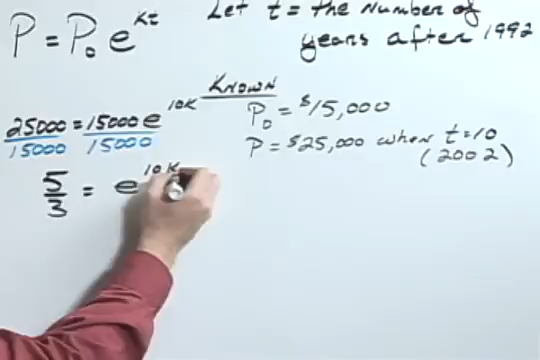 P = P₀ e^kt
Let t = the number of years after 1992
Known
25000 = 15000 e^10K
15000 15000
P₀ = $15,000
P = $25,000 when t = 10
(2002)
5/3 = e^10K